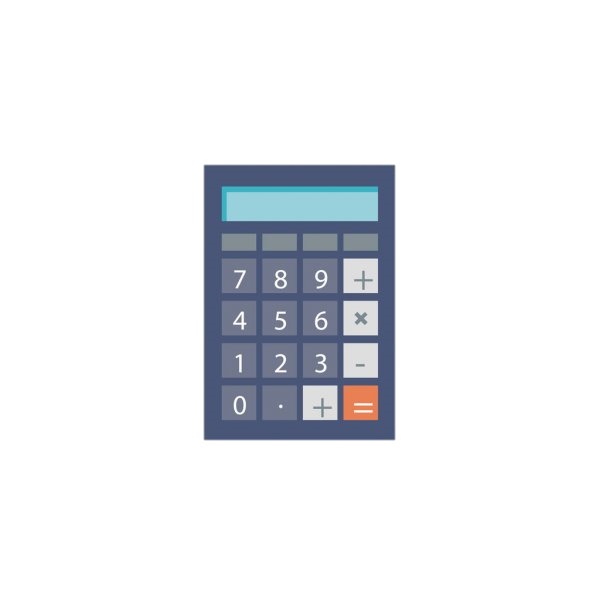 7 8 9 +
4 5 6 ×
1 2 3 -
0 . + =